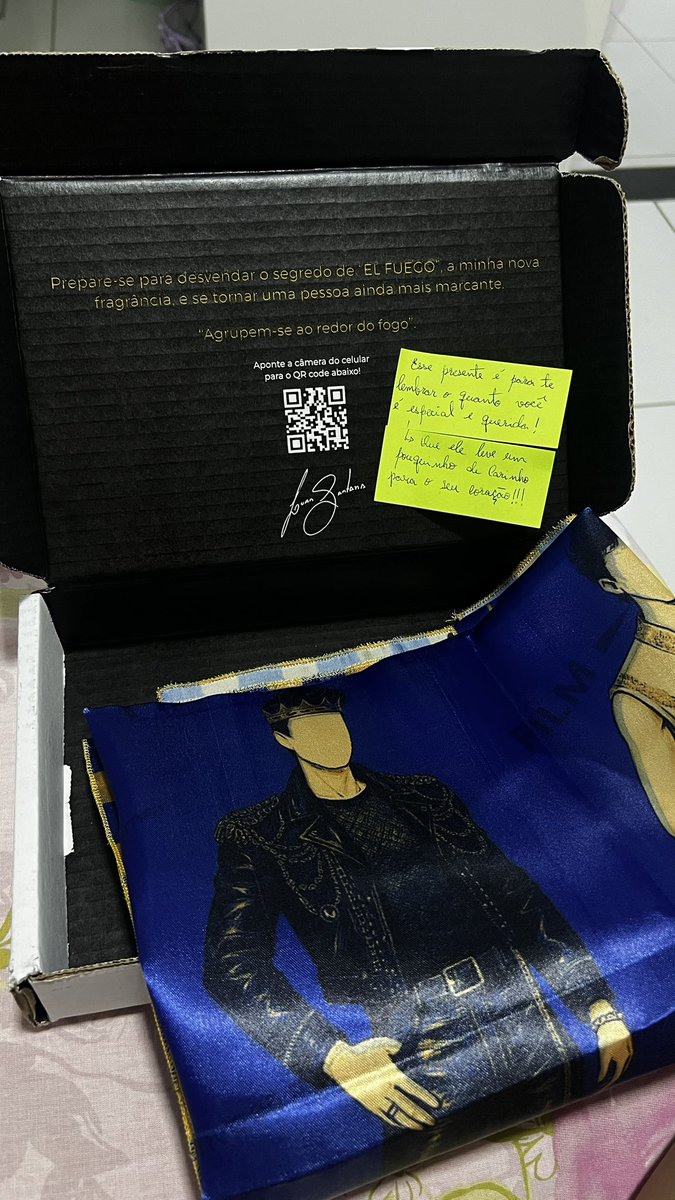 Prepare-se para desvendar o segredo de "EL FUEGO", a minha nova
fragrância, e se tornar uma pessoa ainda mais marcante.
"Agrupem-se ao redor do fogo".
Aponte a câmera do celular
para o QR code abaixo!
Luan Santana
Esse presente é para te
lembrar o quanto você
é especial e querida!
↳ Que ele leve um
pouquinho de Carinho
para o seu coração!!!